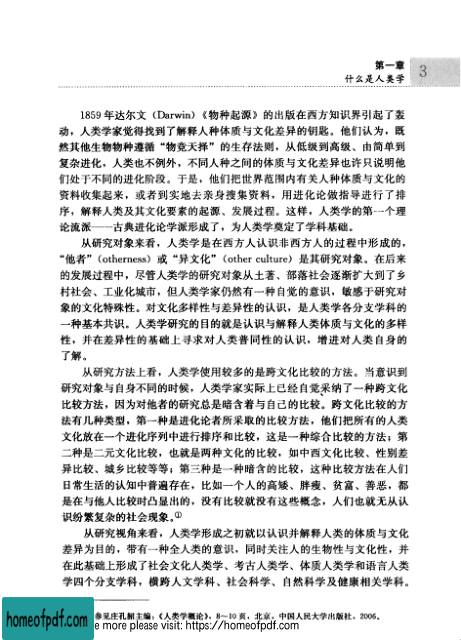 第一章
什么是人类学
3
1859 年达尔文（Darwin）《物种起源》的出版在西方知识界引起了轰
动，人类学家觉得找到了解释人种体质与文化差异的钥匙。他们认为，既
然其他生物物种遵循“物竞天择”的生存法则，从低级到高级、由简单到
复杂进化，人类也不例外，不同人种之间的体质与文化差异也许只说明他
们处于不同的进化阶段。于是，他们把世界范围内有关人种体质与文化的
资料收集起来，或者到实地去亲身搜集资料，用进化论做指导进行了排
序，解释人类及其文化要素的起源、发展过程。这样，人类学的第一个理
论流派——古典进化论学派形成了，为人类学奠定了学科基础。
从研究对象来看，人类学是在西方人认识非西方人的过程中形成的，
“他者”（otherness）或“异文化”（other culture）是其研究对象。在后来
的发展过程中，尽管人类学的研究对象从土著、部落社会逐渐扩大到了乡
村社会、工业化城市，但人类学家仍然有一种自觉的意识，敏感于研究对
象的文化特殊性。对文化多样性与差异性的认识，是人类学各分支学科的
一种基本共识。人类学研究的目的就是认识与解释人类体质与文化的多样
性，并在差异性的基础上寻求对人类普同性的认识，增进对人类自身的
了解。
从研究方法上看，人类学使用较多的是跨文化比较的方法。当意识到
研究对象与自身不同的时候，人类学家实际上已经自觉采纳了一种跨文化
比较方法，因为对他者的研究总是暗含着与自己的比较。跨文化比较的方
法有几种类型，第一种是进化论者所采取的比较方法，他们把所有的人类
文化放在一个进化序列中进行排序和比较，这是一种综合比较的方法；第
二种是二元文化比较，也就是两种文化的比较，如中西文化比较、性别差
异比较、城乡比较等等；第三种是一种暗含的比较，这种比较方法在人们
日常生活的认知中普遍存在，比如一个人的高矮、胖瘦、贫富、善恶，都
是在与他人比较时凸显出的，没有比较就没有这些概念，人们也就无从认
识纷繁复杂的社会现象。①
从研究视角来看，人类学形成之初就以认识并解释人类的体质与文化
差异为目的，带有一种全人类的意识，同时关注人的生物性与文化性，并
在此基础上形成了社会文化人类学、考古人类学、体质人类学和语言人类
学四个分支学科，横跨人文学科、社会科学、自然科学及健康相关学科。
参见庄孔韶主编：《人类学概论》，8～10 页，北京，中国人民大学出版社，2006。
homeofpdf.com
e more please visit: https://homeofpdf.com